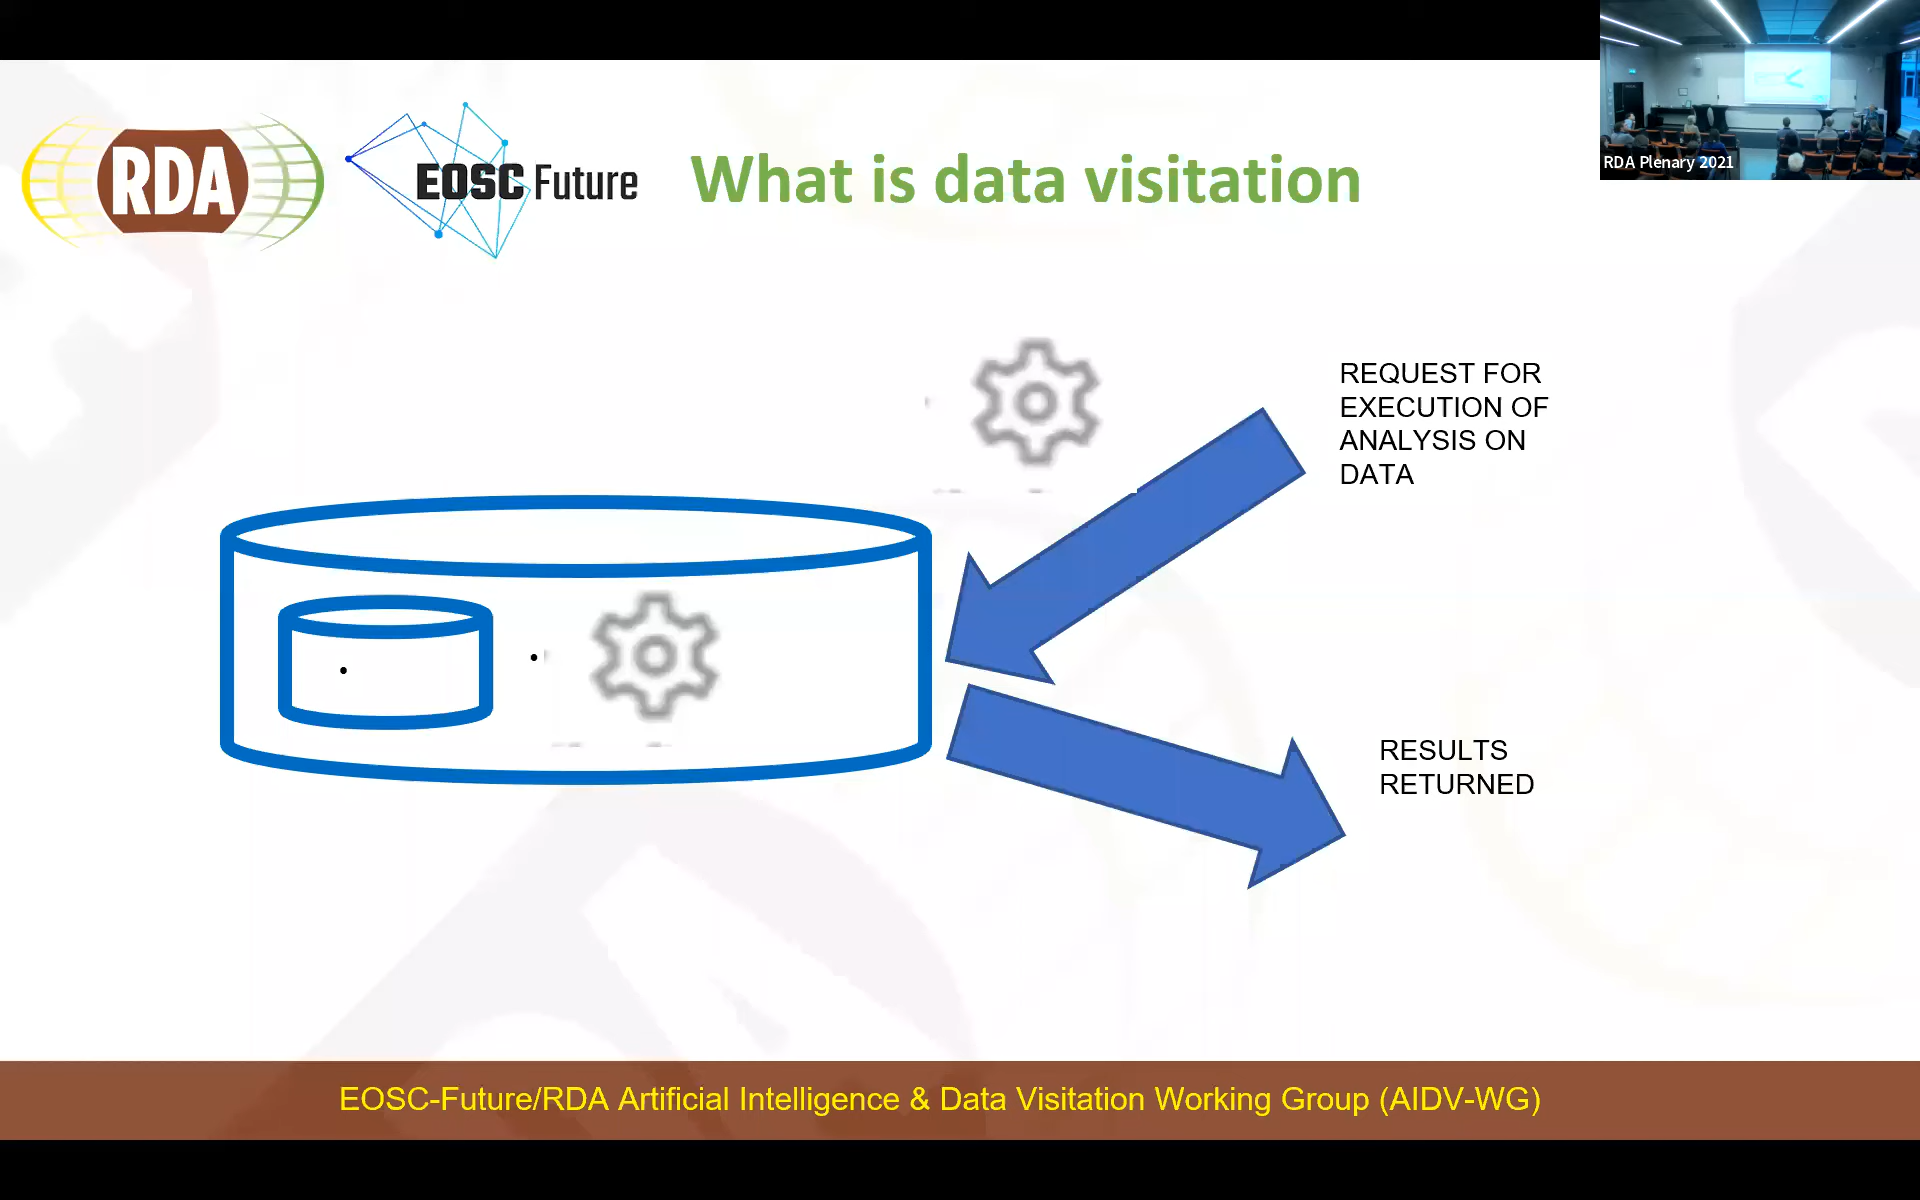 RDA
EOSC Future
What is data visitation
RDA Plenary 2021
REQUEST FOR
EXECUTION OF
ANALYSIS ON
DATA
RESULTS
RETURNED
EOSC-Future/RDA Artificial Intelligence & Data Visitation Working Group (AIDV-WG)